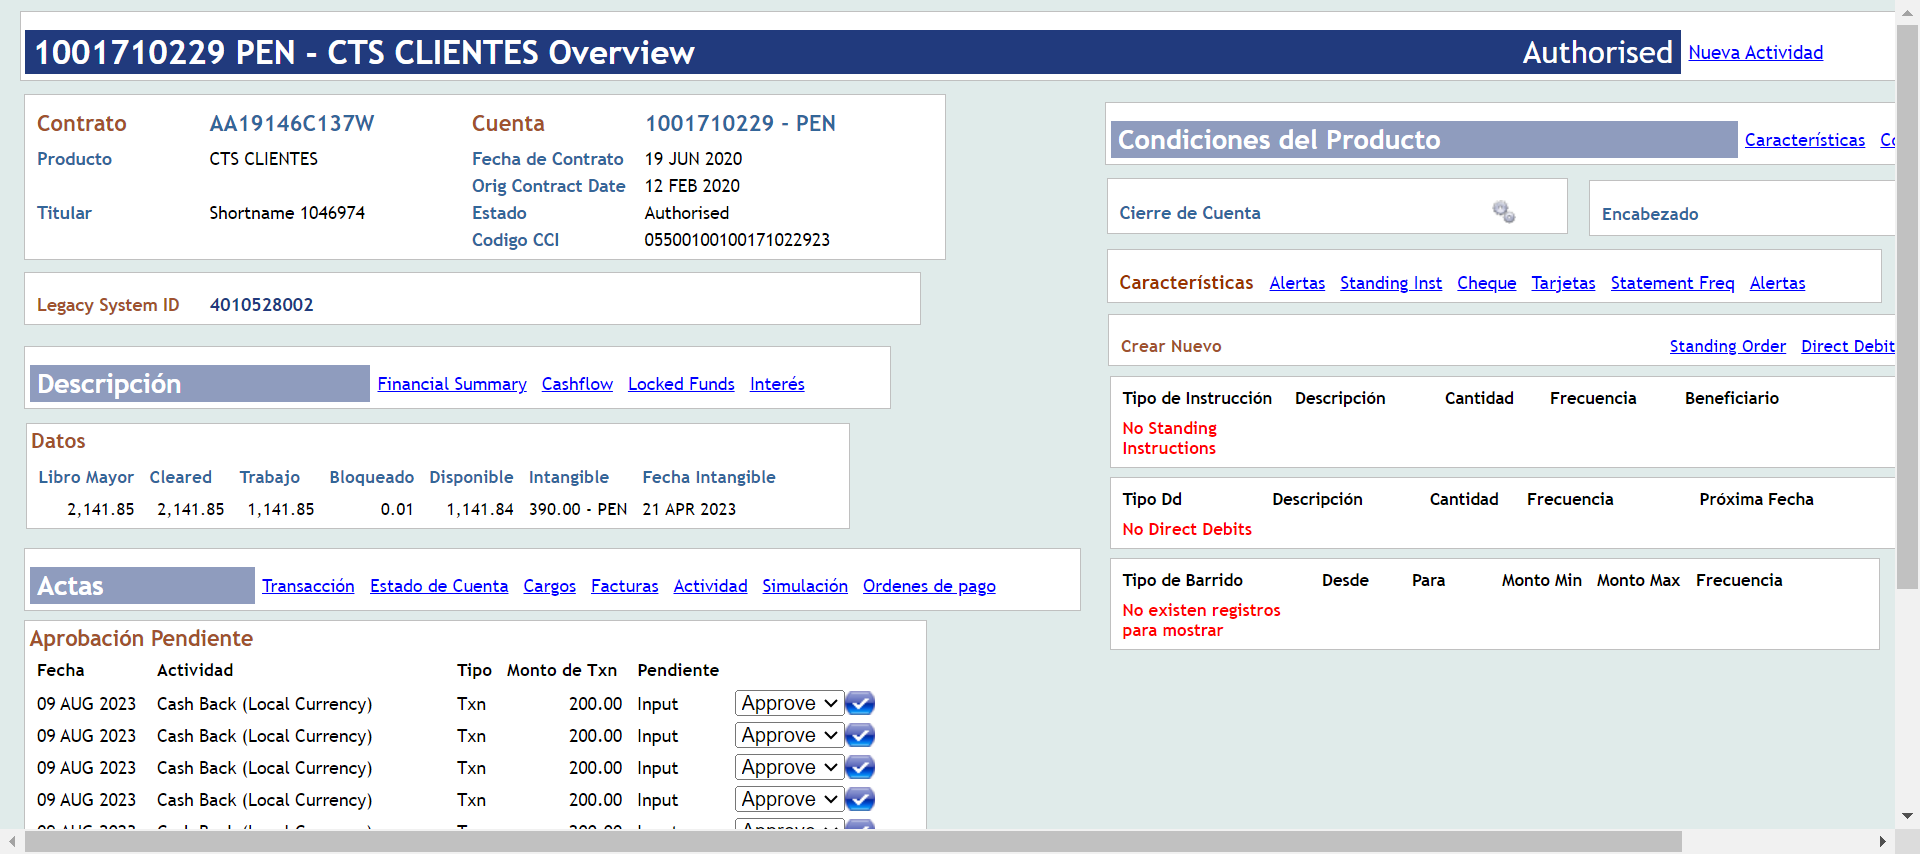 1001710229 PEN - CTS CLIENTES Overview Authorised Nueva Actividad
Contrato AA19146C137W Cuenta 1001710229 - PEN
Producto CTS CLIENTES Fecha de Contrato 19 JUN 2020
Orig Contract Date 12 FEB 2020
Titular Shortname 1046974 Estado Authorised
Codigo CCI 05500100100171022923
Legacy System ID 4010528002
Descripción Financial Summary Cashflow Locked Funds Interés
Datos
Libro Mayor Cleared Trabajo Bloqueado Disponible Intangible Fecha Intangible
2,141.85 2,141.85 1,141.85 0.01 1,141.84 390.00 - PEN 21 APR 2023
Actas Transacción Estado de Cuenta Cargos Facturas Actividad Simulación Ordenes de pago
Aprobación Pendiente
Fecha Actividad Tipo Monto de Txn Pendiente
09 AUG 2023 Cash Back (Local Currency) Txn 200.00 Input Approve
09 AUG 2023 Cash Back (Local Currency) Txn 200.00 Input Approve
09 AUG 2023 Cash Back (Local Currency) Txn 200.00 Input Approve
09 AUG 2023 Cash Back (Local Currency) Txn 200.00 Input Approve
Condiciones del Producto Características
Cierre de Cuenta Encabezado
Características Alertas Standing Inst Cheque Tarjetas Statement Freq Alertas
Crear Nuevo Standing Order Direct Debit
Tipo de Instrucción Descripción Cantidad Frecuencia Beneficiario
No Standing
Instructions
Tipo Dd Descripción Cantidad Frecuencia Próxima Fecha
No Direct Debits
Tipo de Barrido Desde Para Monto Min Monto Max Frecuencia
No existen registros
para mostrar